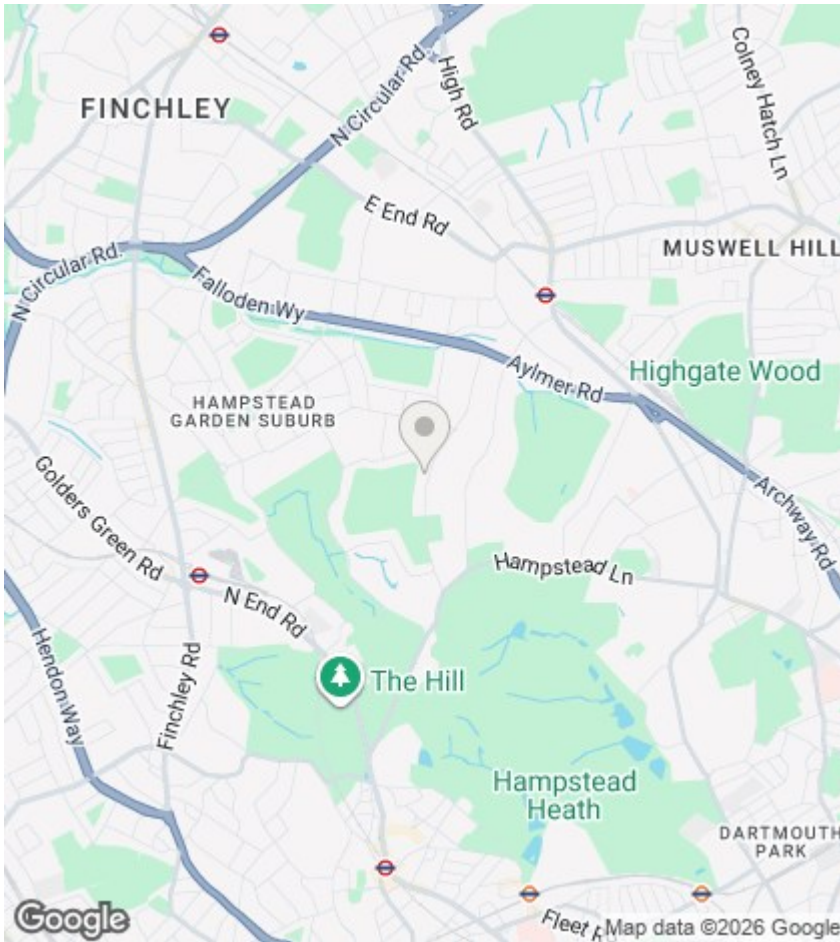 Colney Hatch Ln
High Rd
N Circular Rd
FINCHLEY
E End Rd
MUSWELL HILL
N Circular Rd.
Falloden Wy
Aylmer Rd
Highgate Wood
HAMPSTEAD
GARDEN SUBURB
Golders Green Rd
Archway Rd
Hampstead Ln
N End Rd
Hendon Way
Finchley Rd
The Hill
Hampstead
Heath
DARTMOUTH
PARK
Fleet R
Google
Map data ©2026 Google